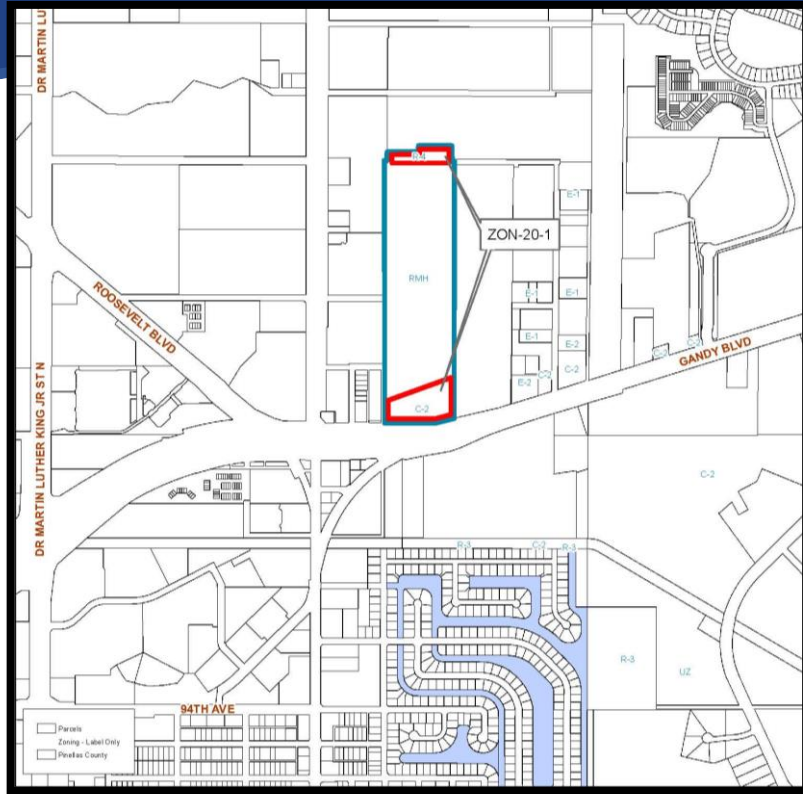 DR MARTIN LU
R-4
E-1
ZON-20-1
RMH
ROOSEVELT BLVD
E-1
E-1
E-1
E-2
C-2
C-2
GANDY BLVD
E-2
C-2
C-2
C-2
DR MARTIN LUTHER KING JR ST N
C-2
R-3
C-2
R-3
R-3
UZ
94TH AVE
Parcels
Zoning - Label Only
Pinellas County